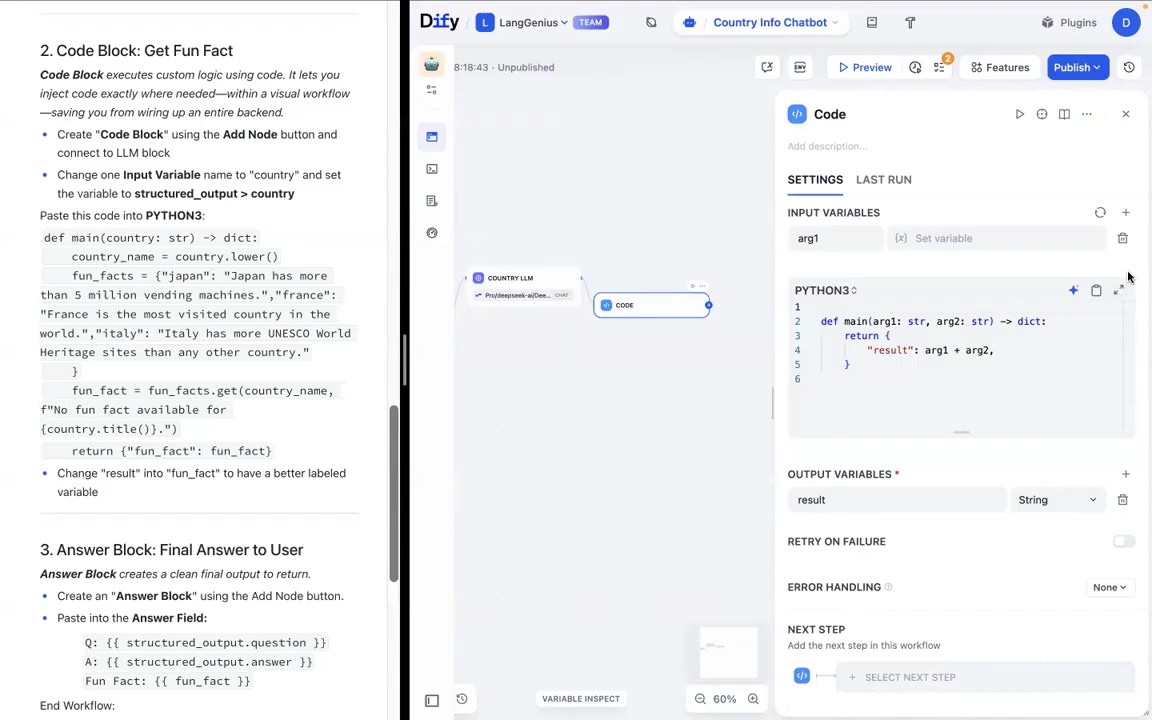 2. Code Block: Get Fun Fact
Code Block executes custom logic using code. It lets you
inject code exactly where needed—within a visual workflow
—saving you from wiring up an entire backend.
• Create "Code Block" using the Add Node button and
connect to LLM block
• Change one Input Variable name to "country" and set
the variable to structured_output > country
Paste this code into PYTHON3:
def main(country: str) -> dict:
country_name = country.lower()
fun_facts = {"japan": "Japan has more
than 5 million vending machines.","france":
"France is the most visited country in the
world.","italy": "Italy has more UNESCO World
Heritage sites than any other country."
}
fun_fact = fun_facts.get(country_name,
f"No fun fact available for
{country.title()}.")
return {"fun_fact": fun_fact}
• Change "result" into "fun_fact" to have a better labeled
variable
3. Answer Block: Final Answer to User
Answer Block creates a clean final output to return.
• Create an "Answer Block" using the Add Node button.
• Paste into the Answer Field:
Q: {{ structured_output.question }}
A: {{ structured_output.answer }}
Fun Fact: {{ fun_fact }}
End Workflow:
Dify
L LangGenius TEAM
Country Info Chatbot
Plugins
D
8:18:43 · Unpublished
ENV
Preview
2
Features
Publish
COUNTRY LLM
Pro/deepseek-ai/Dee... CHAT
CODE
VARIABLE INSPECT
60%
Code
Add description...
SETTINGS LAST RUN
INPUT VARIABLES
arg1 {x} Set variable
PYTHON3
1
2 def main(arg1: str, arg2: str) -> dict:
3 return {
4 "result": arg1 + arg2,
5 }
6
OUTPUT VARIABLES *
result String
RETRY ON FAILURE
ERROR HANDLING None
NEXT STEP
Add the next step in this workflow
+ SELECT NEXT STEP